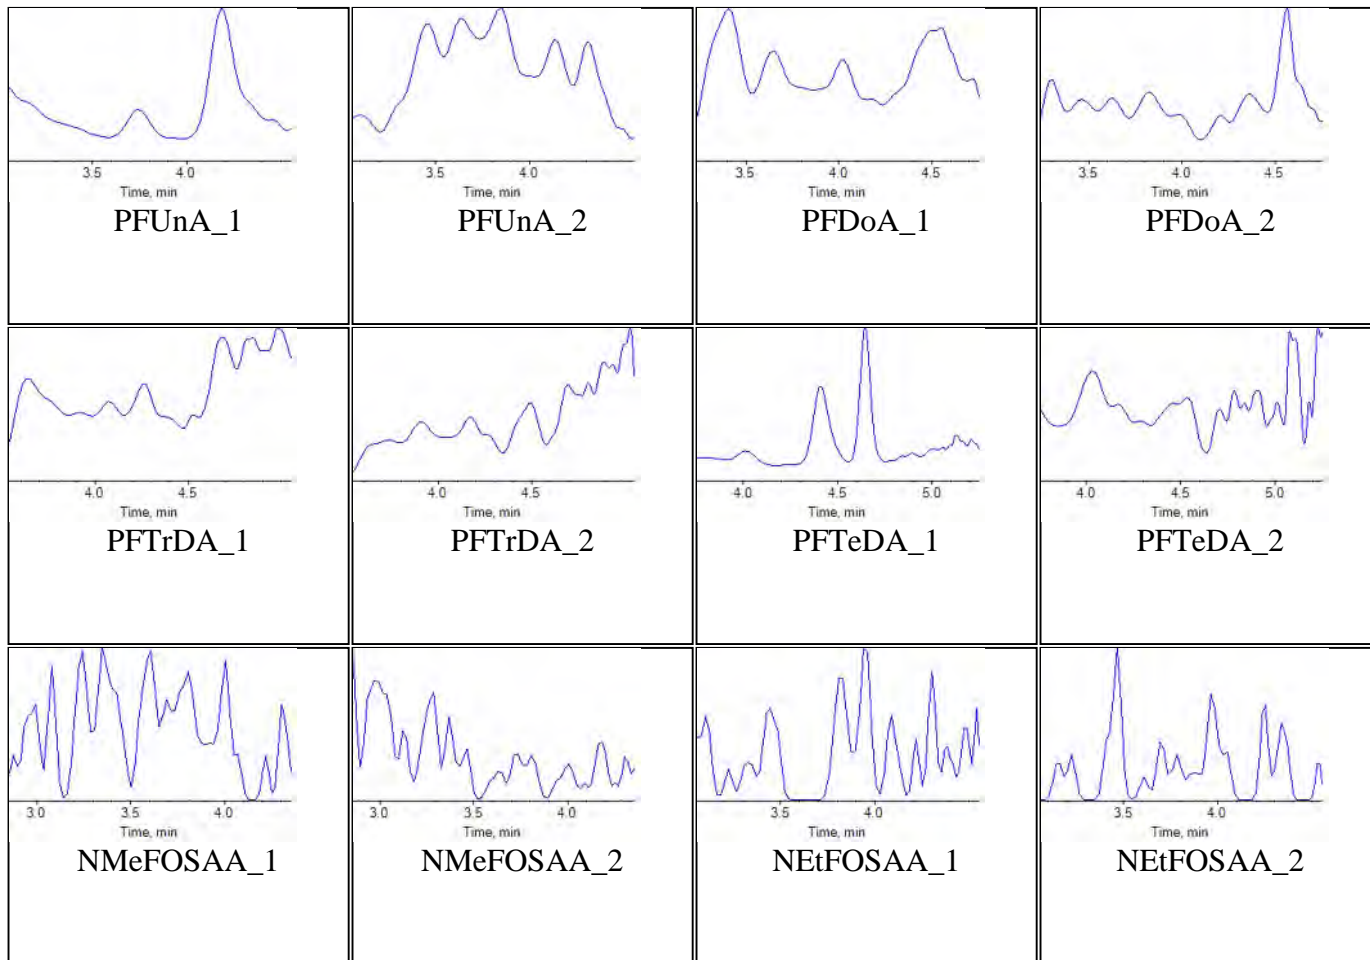 3.5 4.0
Time, min
PFUnA_1
3.5 4.0
Time, min
PFUnA_2
3.5 4.0 4.5
Time, min
PFDoA_1
3.5 4.0 4.5
Time, min
PFDoA_2
4.0 4.5
Time, min
PFTrDA_1
4.0 4.5
Time, min
PFTrDA_2
4.0 4.5 5.0
Time, min
PFTeDA_1
4.0 4.5 5.0
Time, min
PFTeDA_2
3.0 3.5 4.0
Time, min
NMeFOSAA_1
3.0 3.5 4.0
Time, min
NMeFOSAA_2
3.5 4.0
Time, min
NEtFOSAA_1
3.5 4.0
Time, min
NEtFOSAA_2